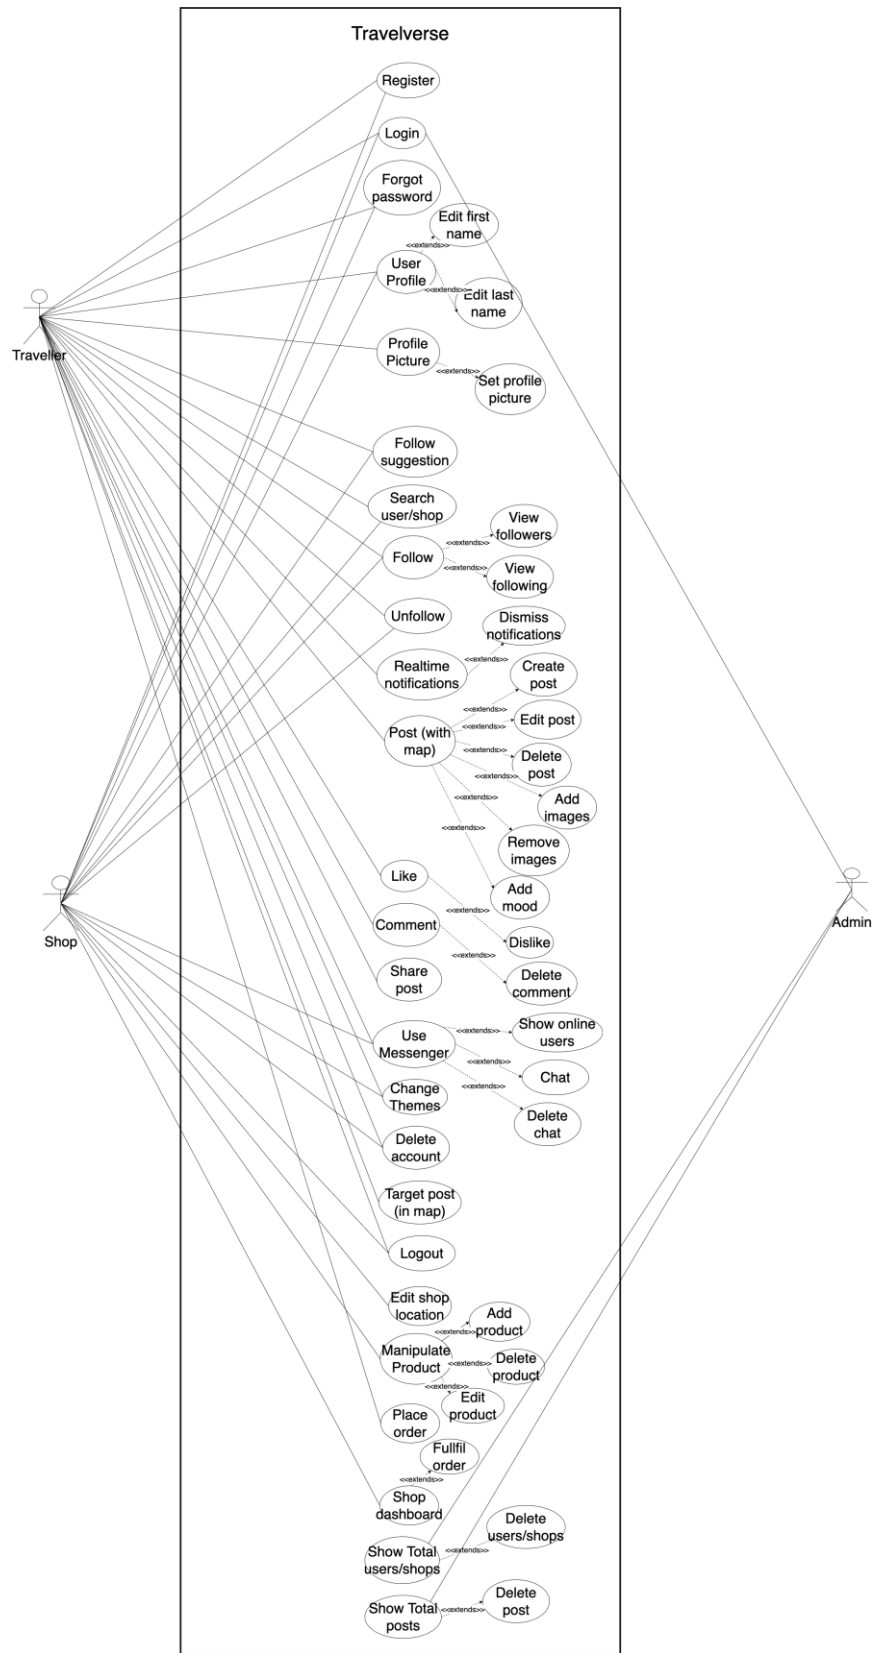 Travelverse
Register
Login
Forgot
password
Edit first
name
<<extends>>
User
Profile
<<extends>>
Edit last
name
Traveller
Profile
Picture
<<extends>>
Set profile
picture
Follow
suggestion
Search
user/shop
View
followers
<<extends>>
Follow
<<extends>>
View
following
Unfollow
Dismiss
notifications
<<extends>>
Realtime
notifications
Create
post
<<extends>>
Post (with
map)
<<extends>>
Edit post
<<extends>>
Delete
post
<<extends>>
Add
images
<<extends>>
Remove
images
<<extends>>
Add
mood
Like
<<extends>>
Dislike
Shop
Admin
Comment
<<extends>>
Delete
comment
Share
post
Use
Messenger
<<extends>>
Show online
users
<<extends>>
Chat
<<extends>>
Delete
chat
Change
Themes
Delete
account
Target post
(in map)
Logout
Edit shop
location
Manipulate
Product
<<extends>>
Add
product
<<extends>>
Delete
product
<<extends>>
Edit
product
Place
order
Fullfil
order
<<extends>>
Shop
dashboard
Delete
users/shops
<<extends>>
Show Total
users/shops
Delete
post
<<extends>>
Show Total
posts